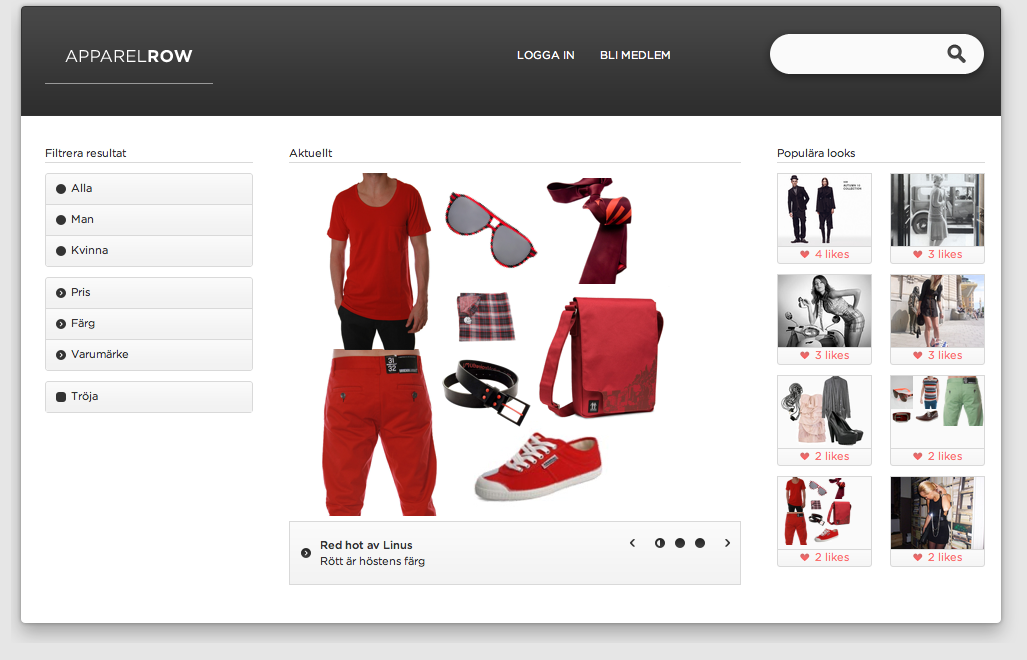 APPARELROW
LOGGA IN
BLI MEDLEM
Filtrera resultat
Alla
Man
Kvinna
Pris
Färg
Varumärke
Tröja
Aktuellt
Red hot av Linus
Rött är höstens färg
Populära looks
4 likes
3 likes
3 likes
3 likes
2 likes
2 likes
2 likes
2 likes